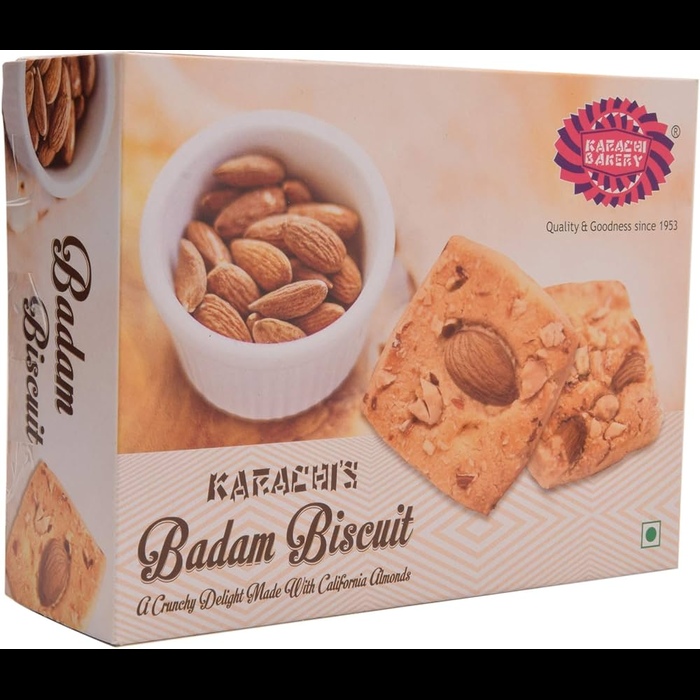 KARACHI
BAKERY
®
Quality & Goodness since 1953
Badam
Biscuit
KARACHI'S
Badam Biscuit
A Crunchy Delight Made With California Almonds